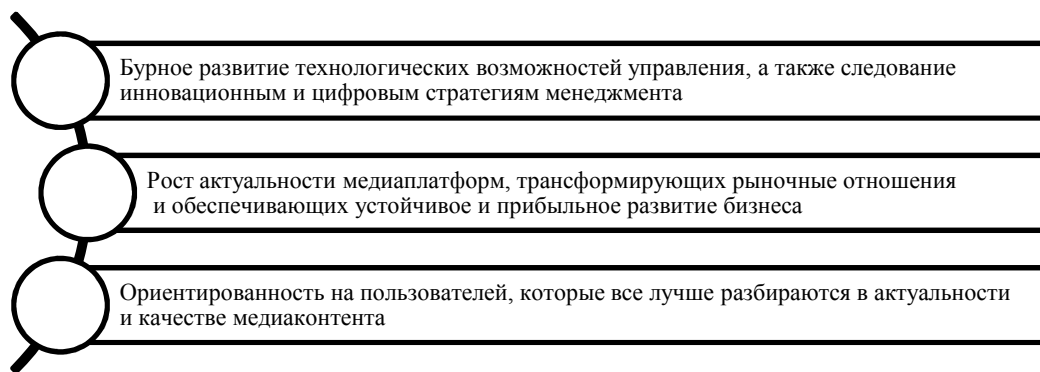 Бурное развитие технологических возможностей управления, а также следование
инновационным и цифровым стратегиям менеджмента
Рост актуальности медиаплатформ, трансформирующих рыночные отношения
и обеспечивающих устойчивое и прибыльное развитие бизнеса
Ориентированность на пользователей, которые все лучше разбираются в актуальности
и качестве медиаконтента